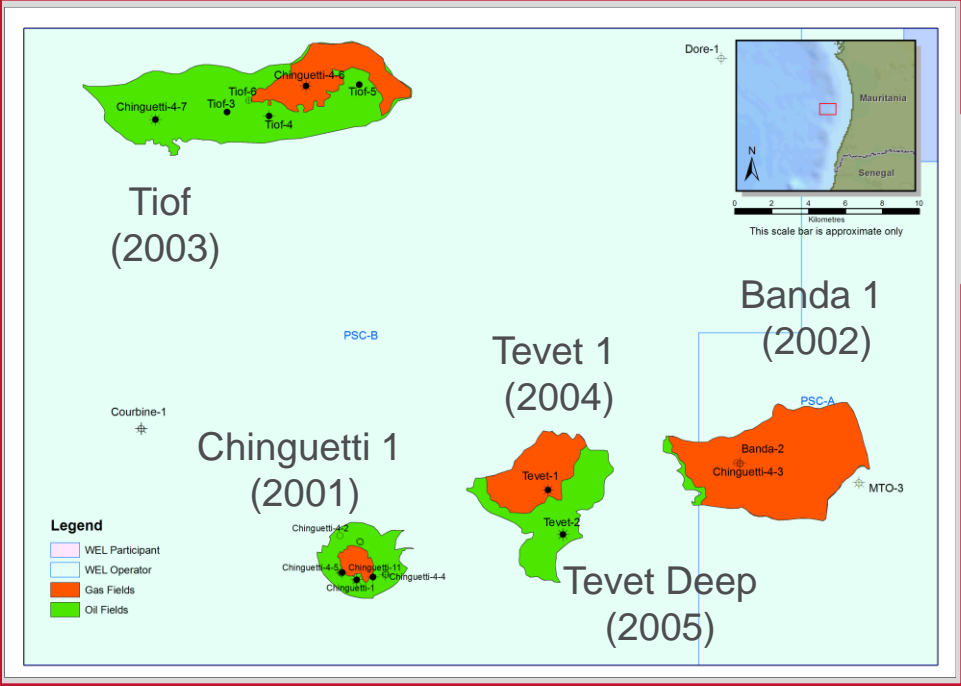 Dore-1
Chinguetti-4-6
Tiof-6
Tiof-5
Chinguetti-4-7
Tiof-3
Tiof-4
Mauritania
N
Senegal
0 2 4 6 8 10
Kilometres
This scale bar is approximate only
Tiof
(2003)
Banda 1
(2002)
PSC-B
Tevet 1
(2004)
PSC-A
Courbine-1
Chinguetti 1
(2001)
Banda-2
Chinguetti-4-3
MTO-3
Tevet-1
Tevet-2
Chinguetti-4-2
Chinguetti-4-5
Chinguetti-11
Chinguetti-4-4
Chinguetti-1
Tevet Deep
(2005)
Legend
WEL Participant
WEL Operator
Gas Fields
Oil Fields